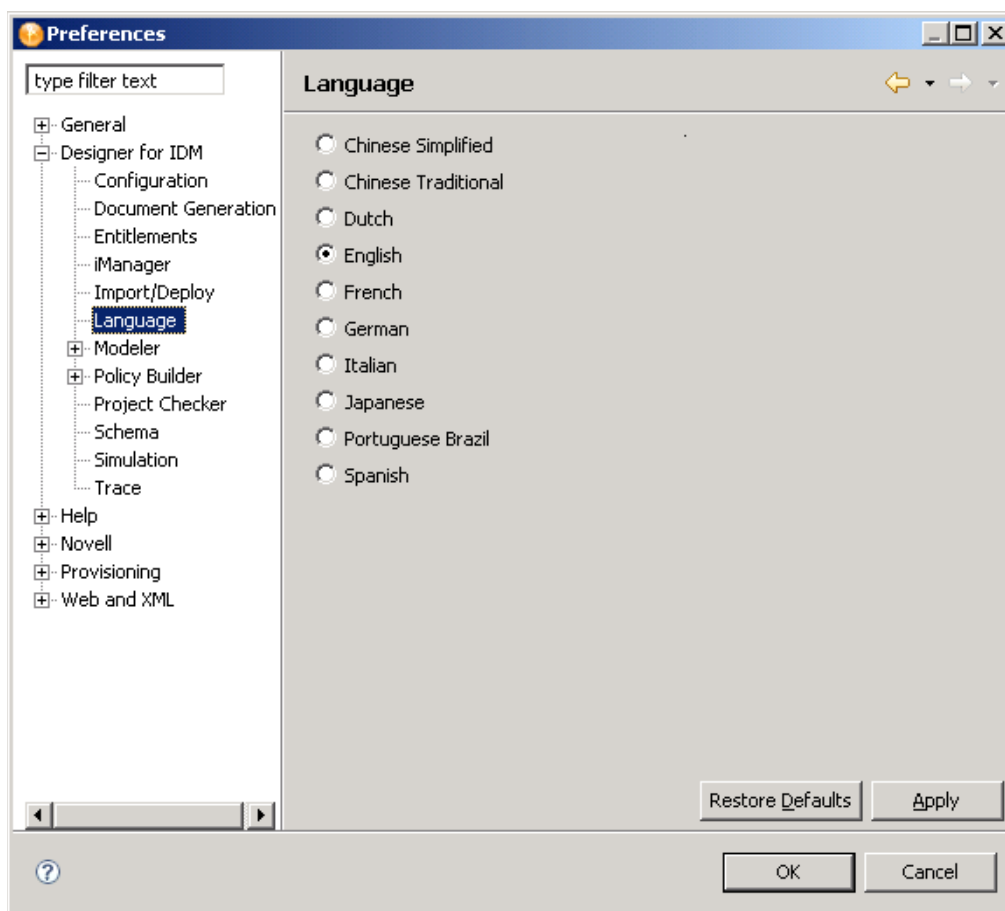 Preferences
type filter text
General
Designer for IDM
Configuration
Document Generation
Entitlements
iManager
Import/Deploy
Language
Modeler
Policy Builder
Project Checker
Schema
Simulation
Trace
Help
Novell
Provisioning
Web and XML
Language
Chinese Simplified
Chinese Traditional
Dutch
English
French
German
Italian
Japanese
Portuguese Brazil
Spanish
Restore Defaults
Apply
OK
Cancel